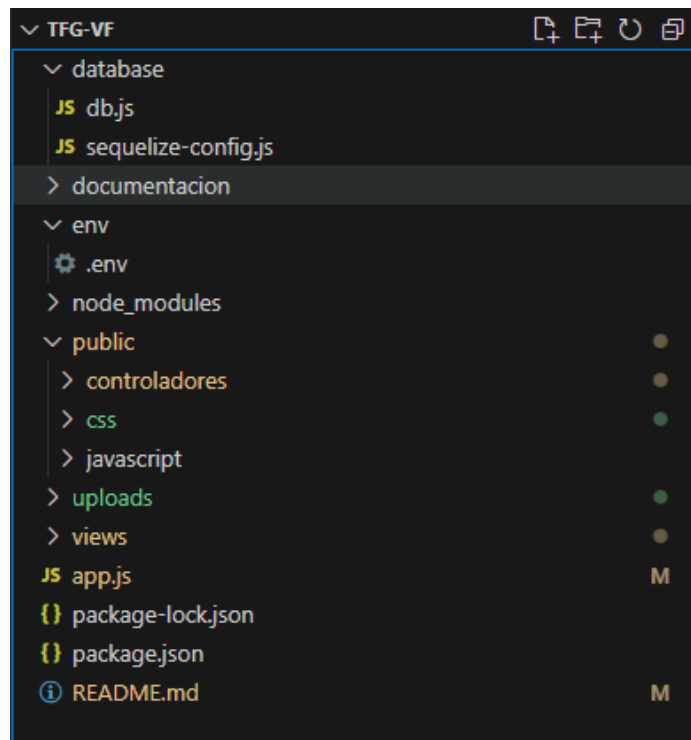 TFG-VF
database
JS db.js
JS sequelize-config.js
documentacion
env
.env
node_modules
public
controladores
css
javascript
uploads
views
JS app.js M
{} package-lock.json
{} package.json
README.md M